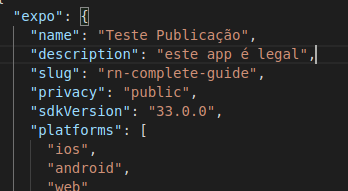 "expo": {
"name": "Teste Publicação",
"description": "este app é legal",
"slug": "rn-complete-guide",
"privacy": "public",
"sdkVersion": "33.0.0",
"platforms": [
"ios",
"android",
"web"